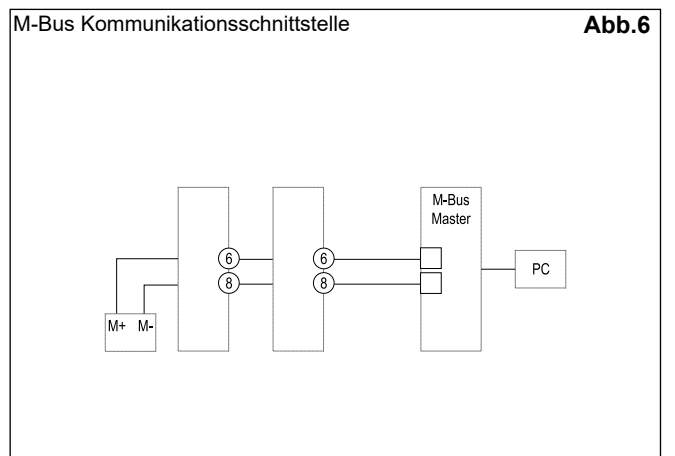 M-Bus Kommunikationsschnittstelle
Abb.6
M-Bus
Master
6
6
8
8
PC
M+ M-